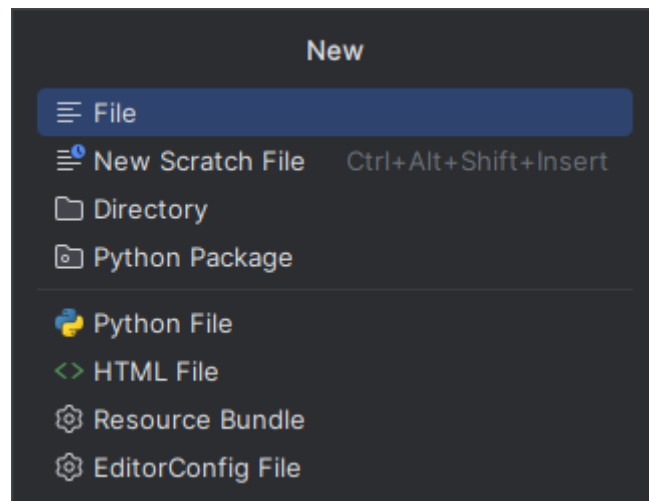 New
File
New Scratch File Ctrl+Alt+Shift+Insert
Directory
Python Package
Python File
HTML File
Resource Bundle
EditorConfig File